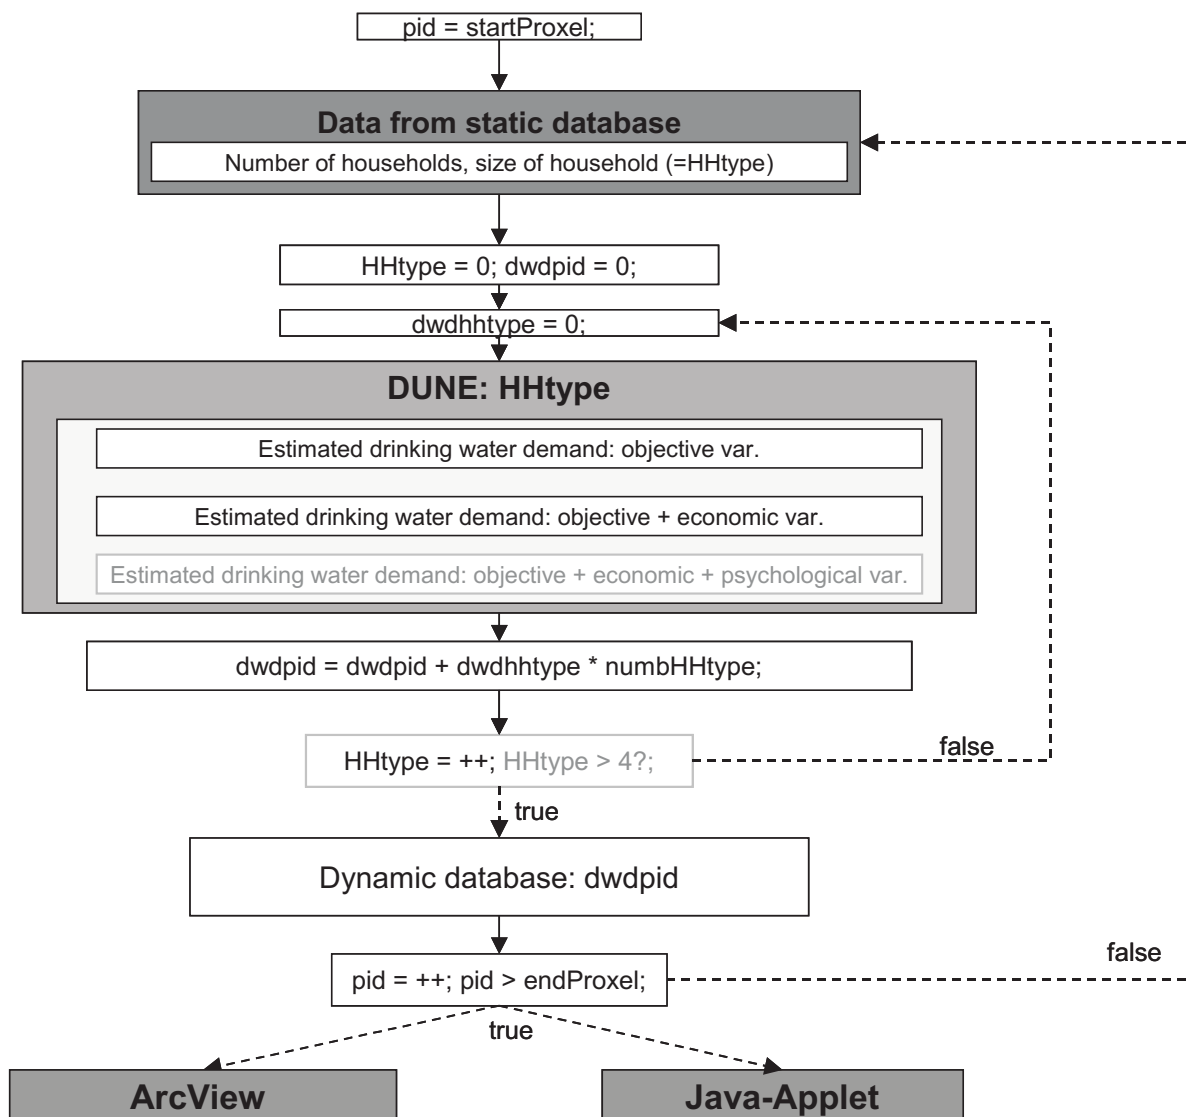 pid = startProxel;
Data from static database
Number of households, size of household (=HHtype)
HHtype = 0; dwdpid = 0;
dwdhhtype = 0;
DUNE: HHtype
Estimated drinking water demand: objective var.
Estimated drinking water demand: objective + economic var.
Estimated drinking water demand: objective + economic + psychological var.
dwdpid = dwdpid + dwdhhtype * numbHHtype;
HHtype = ++; HHtype > 4?;
false
true
Dynamic database: dwdpid
pid = ++; pid > endProxel;
false
true
ArcView
Java-Applet